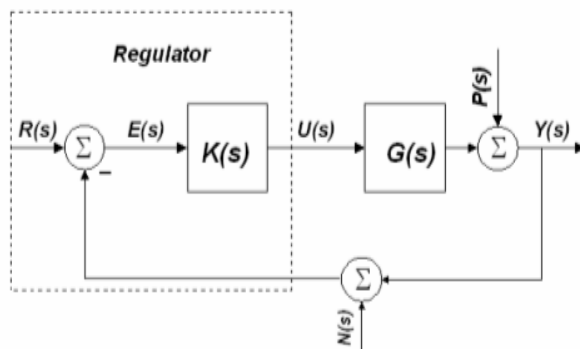 Regulator
P(s)
R(s)
Σ
−
E(s)
K(s)
U(s)
G(s)
Σ
Y(s)
Σ
N(s)